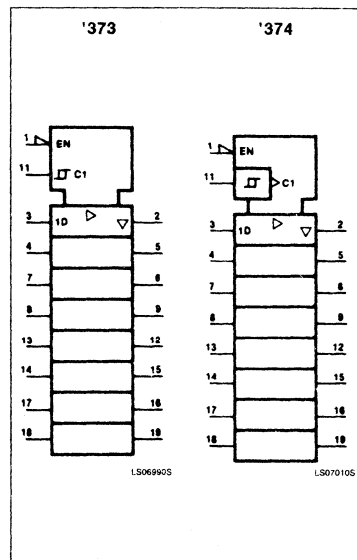 '373 '374
1 EN
11 C1
3 1D 2
4 5
7 6
8 9
13 12
14 15
17 16
18 19
LS06990S
1 EN
11 C1
3 1D 2
4 5
7 6
8 9
13 12
14 15
17 16
18 19
LS07010S